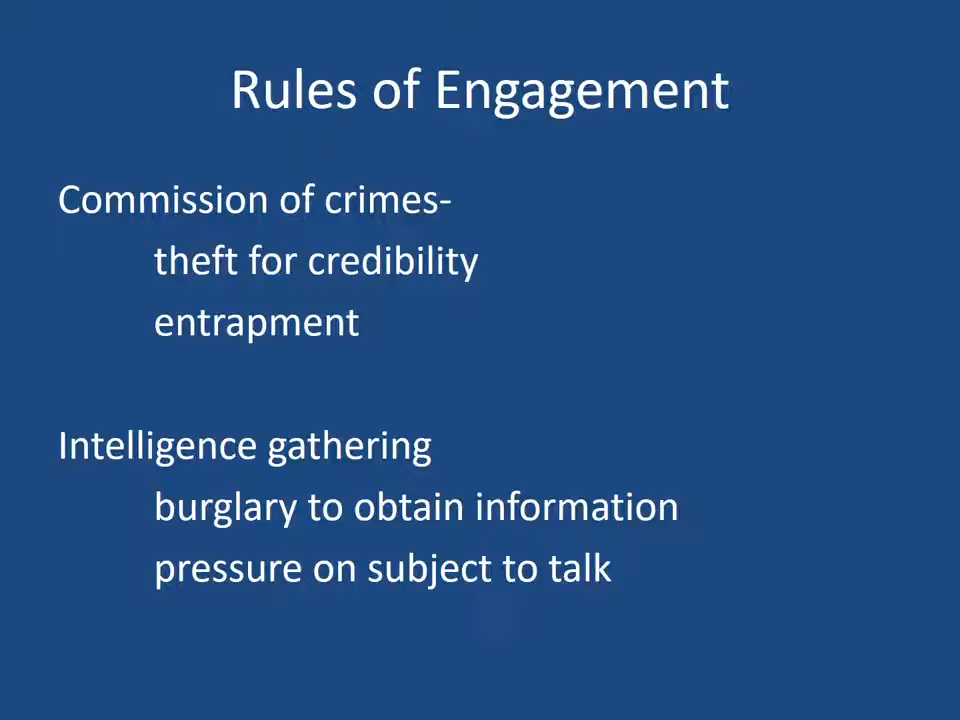 Rules of Engagement
Commission of crimes-
theft for credibility
entrapment
Intelligence gathering
burglary to obtain information
pressure on subject to talk